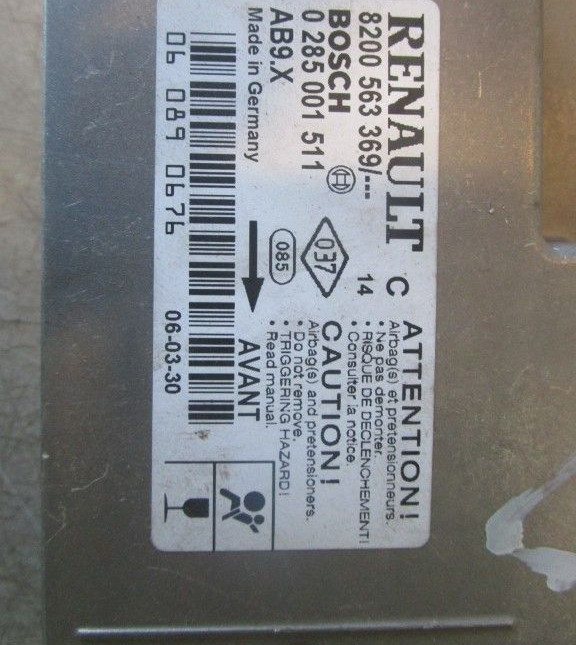 RENAULT C
8200 563 369/--- 14
BOSCH
0 285 001 511
AB9.X
Made in Germany
037
085
AVANT
06 089 0676
06-03-30
ATTENTION!
Airbag(s) et prétensionneurs.
• Ne pas démonter.
• RISQUE DE DECLENCHEMENT!
• Consulter la notice.
CAUTION!
Airbag(s) and pretensioners.
• Do not remove.
• TRIGGERING HAZARD!
• Read manual.